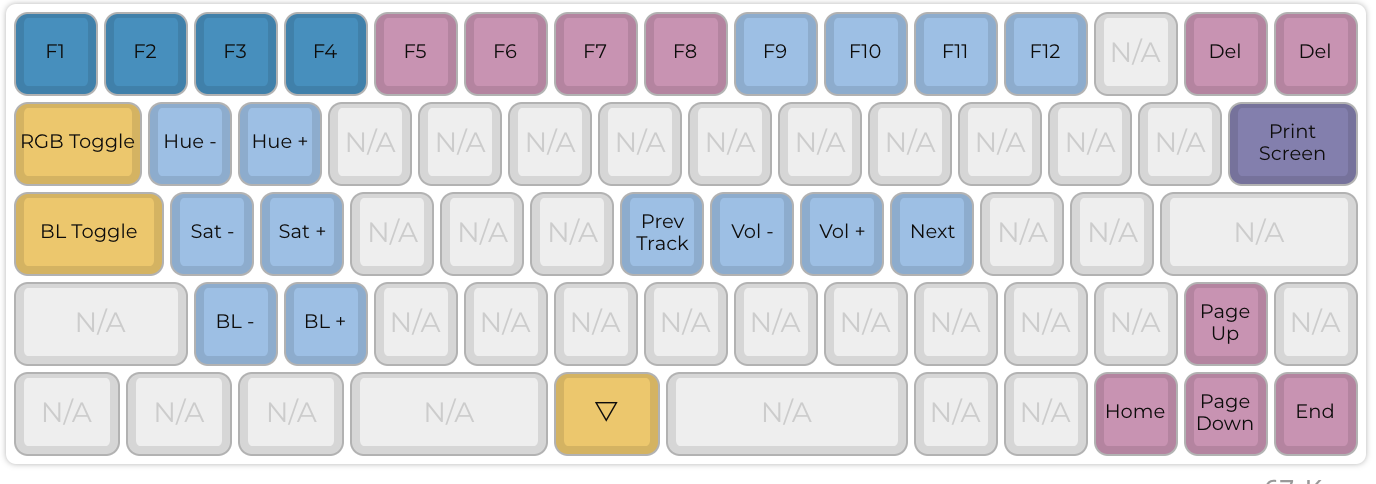 F1 F2 F3 F4 F5 F6 F7 F8 F9 F10 F11 F12 N/A Del Del
RGB Toggle Hue - Hue + N/A N/A N/A N/A N/A N/A N/A N/A N/A N/A Print
Screen
BL Toggle Sat - Sat + N/A N/A N/A Prev
Track Vol - Vol + Next N/A N/A N/A
N/A BL - BL + N/A N/A N/A N/A N/A N/A N/A N/A N/A Page
Up N/A
N/A N/A N/A N/A ▽ N/A N/A N/A Home Page
Down End